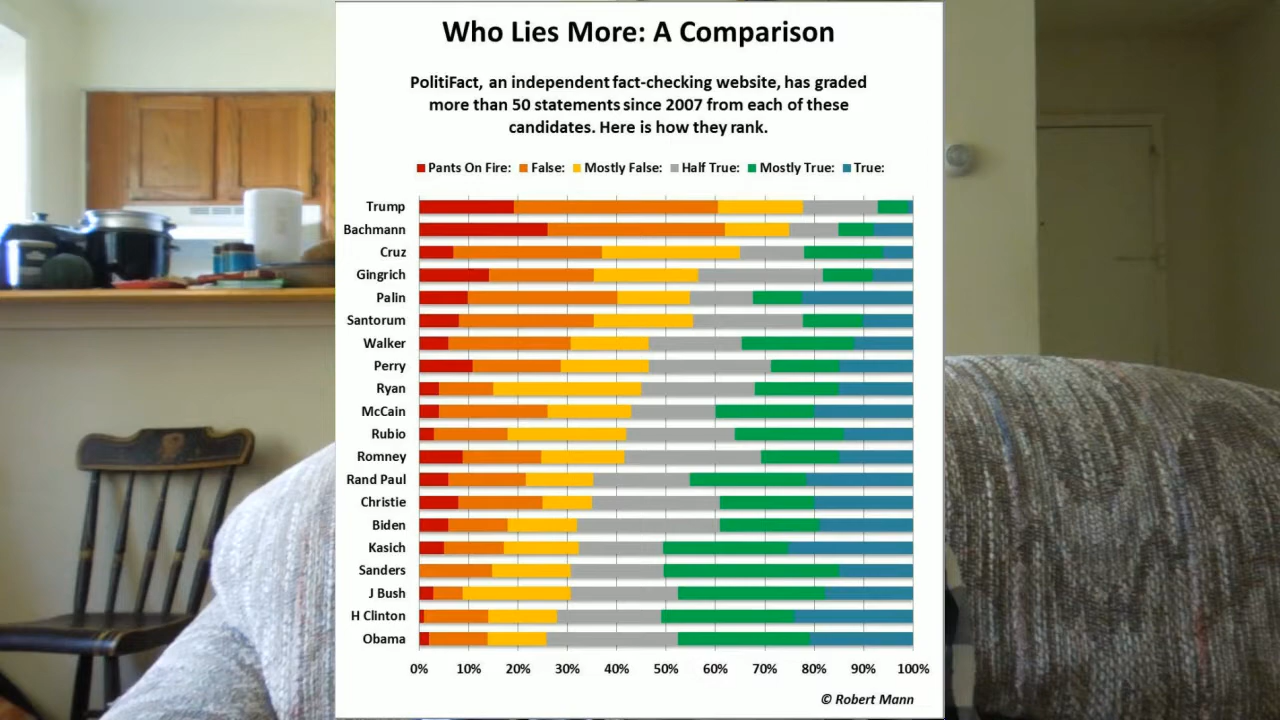 Who Lies More: A Comparison
PolitiFact, an independent fact-checking website, has graded
more than 50 statements since 2007 from each of these
candidates. Here is how they rank.
Pants On Fire: False: Mostly False: Half True: Mostly True: True:
Trump
Bachmann
Cruz
Gingrich
Palin
Santorum
Walker
Perry
Ryan
McCain
Rubio
Romney
Rand Paul
Christie
Biden
Kasich
Sanders
J Bush
H Clinton
Obama
0% 10% 20% 30% 40% 50% 60% 70% 80% 90% 100%
© Robert Mann